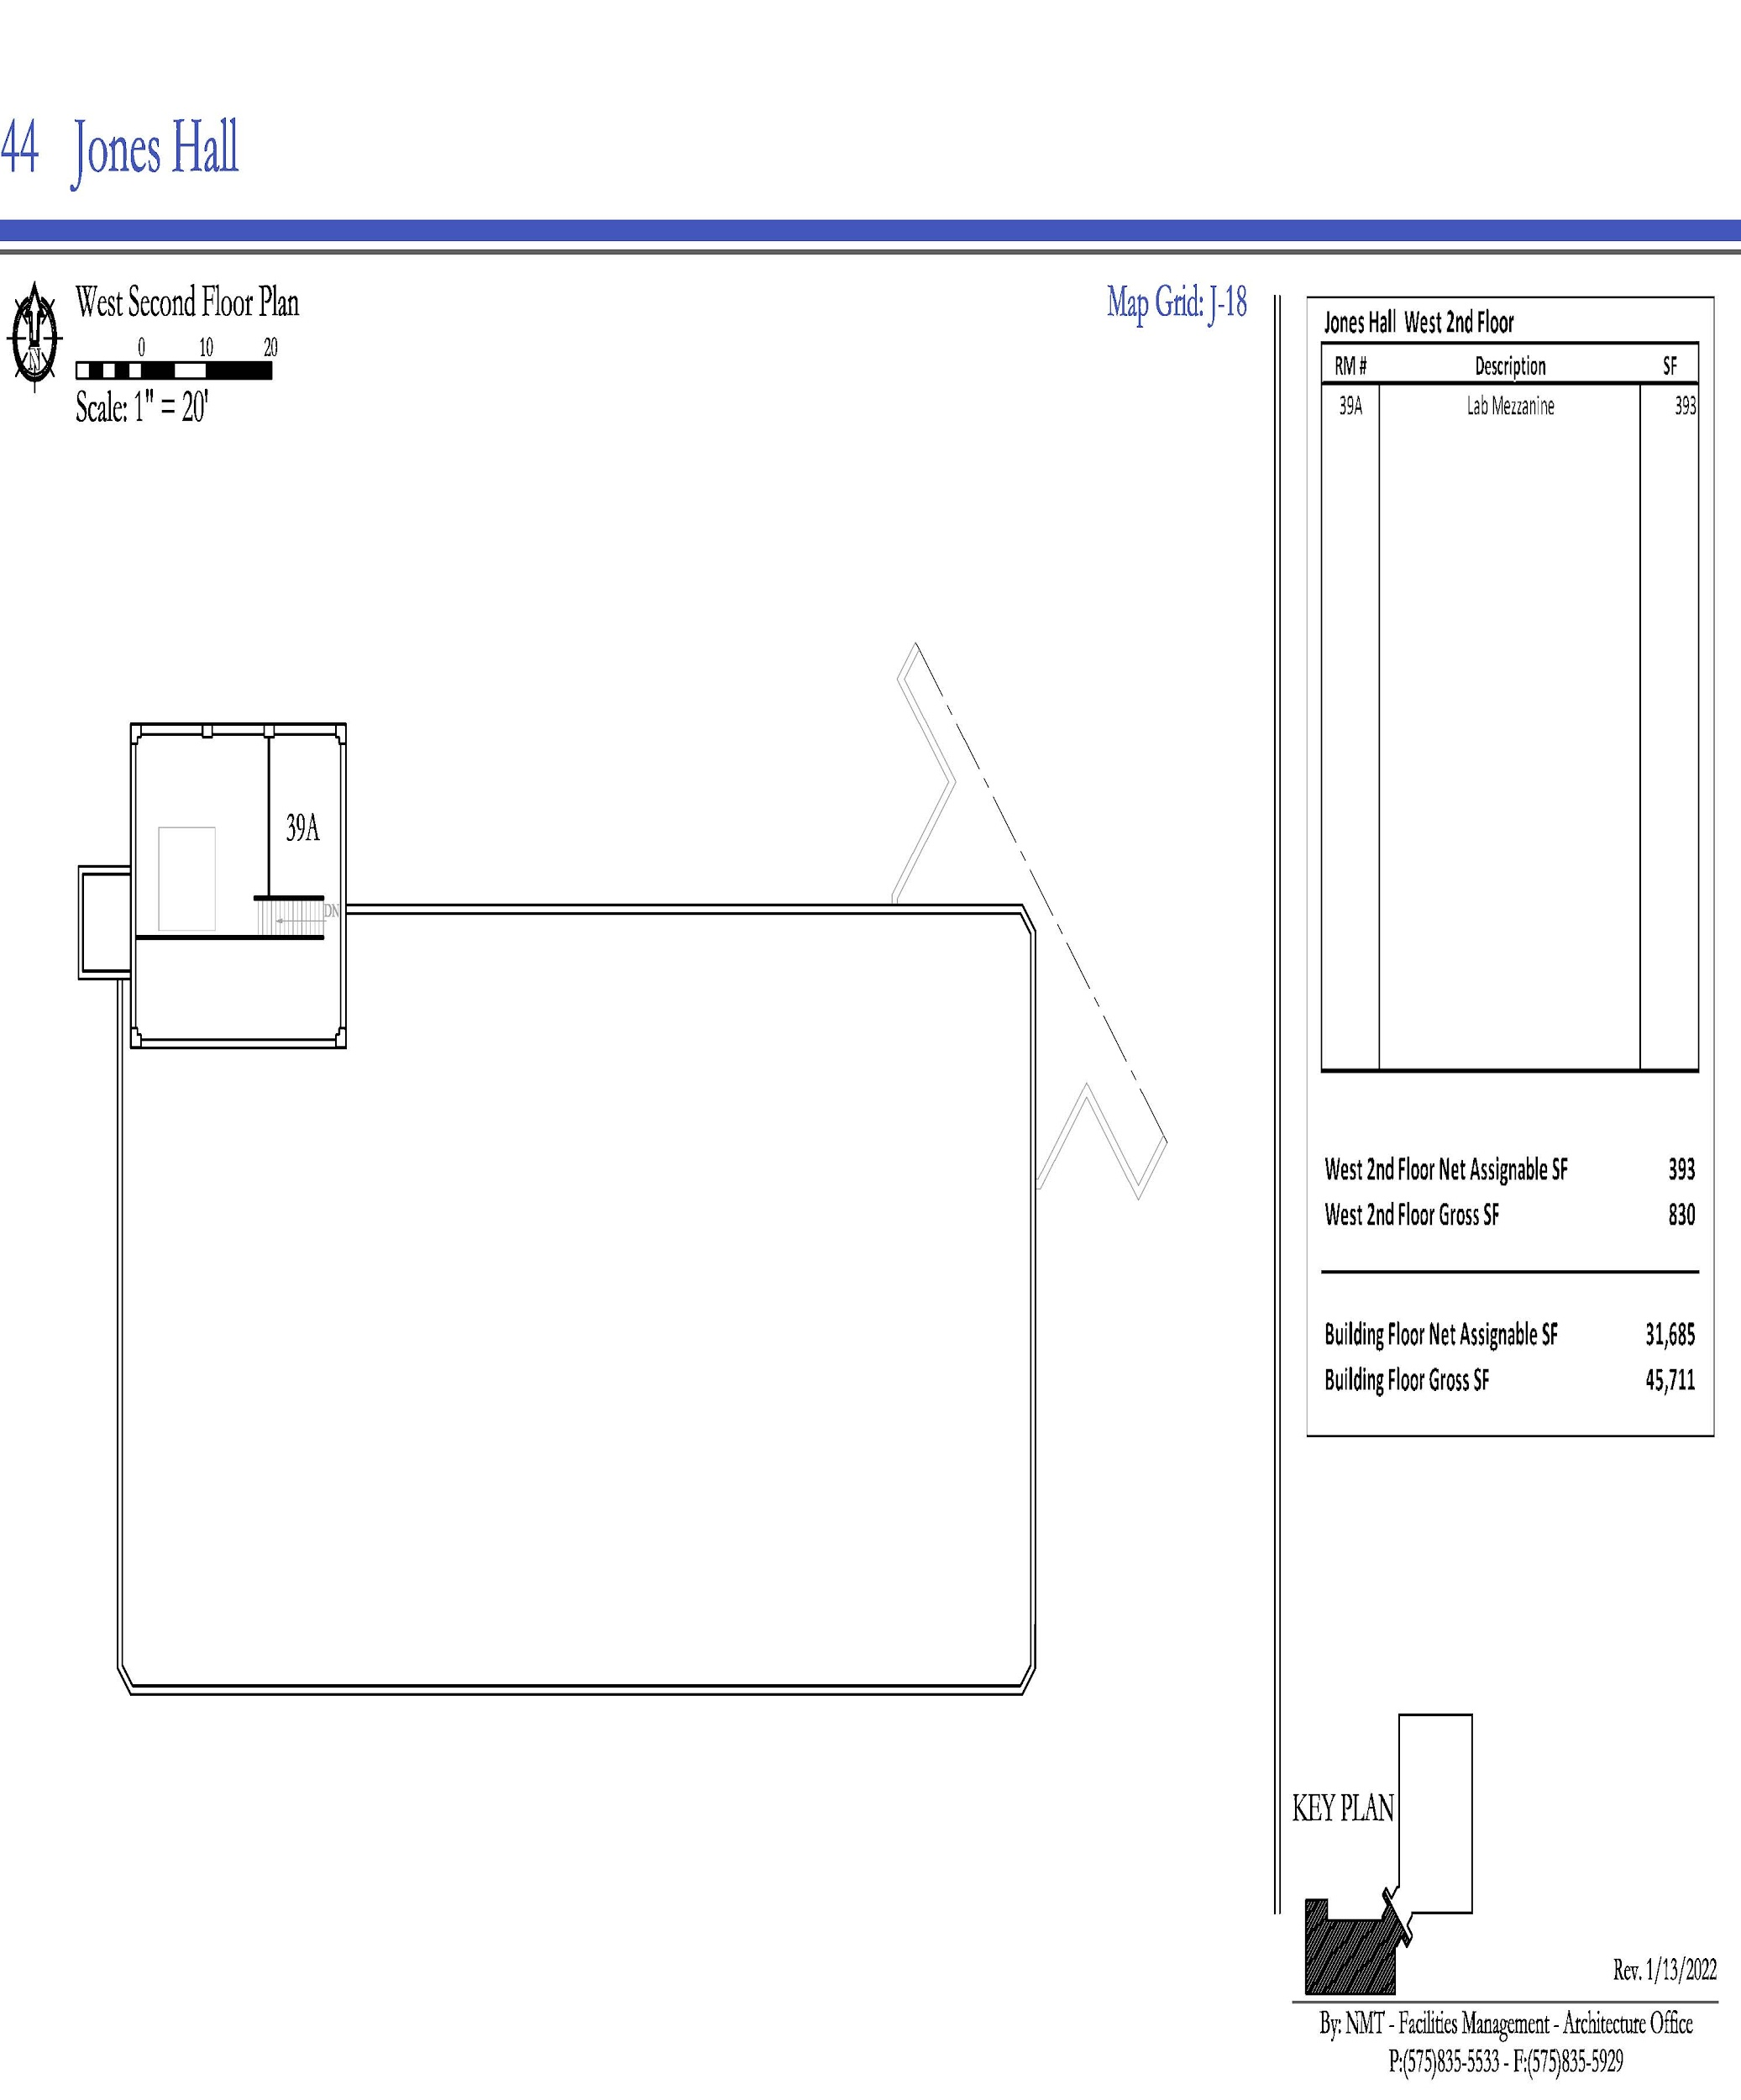 44 Jones Hall
West Second Floor Plan
0 10 20
Scale: 1" = 20'
N
Map Grid: J-18
39A
DN
Jones Hall West 2nd Floor
RM # Description SF
39A Lab Mezzanine 393
West 2nd Floor Net Assignable SF 393
West 2nd Floor Gross SF 830
Building Floor Net Assignable SF 31,685
Building Floor Gross SF 45,711
KEY PLAN
Rev. 1/13/2022
By: NMT - Facilities Management - Architecture Office
P:(575)835-5533 - F:(575)835-5929